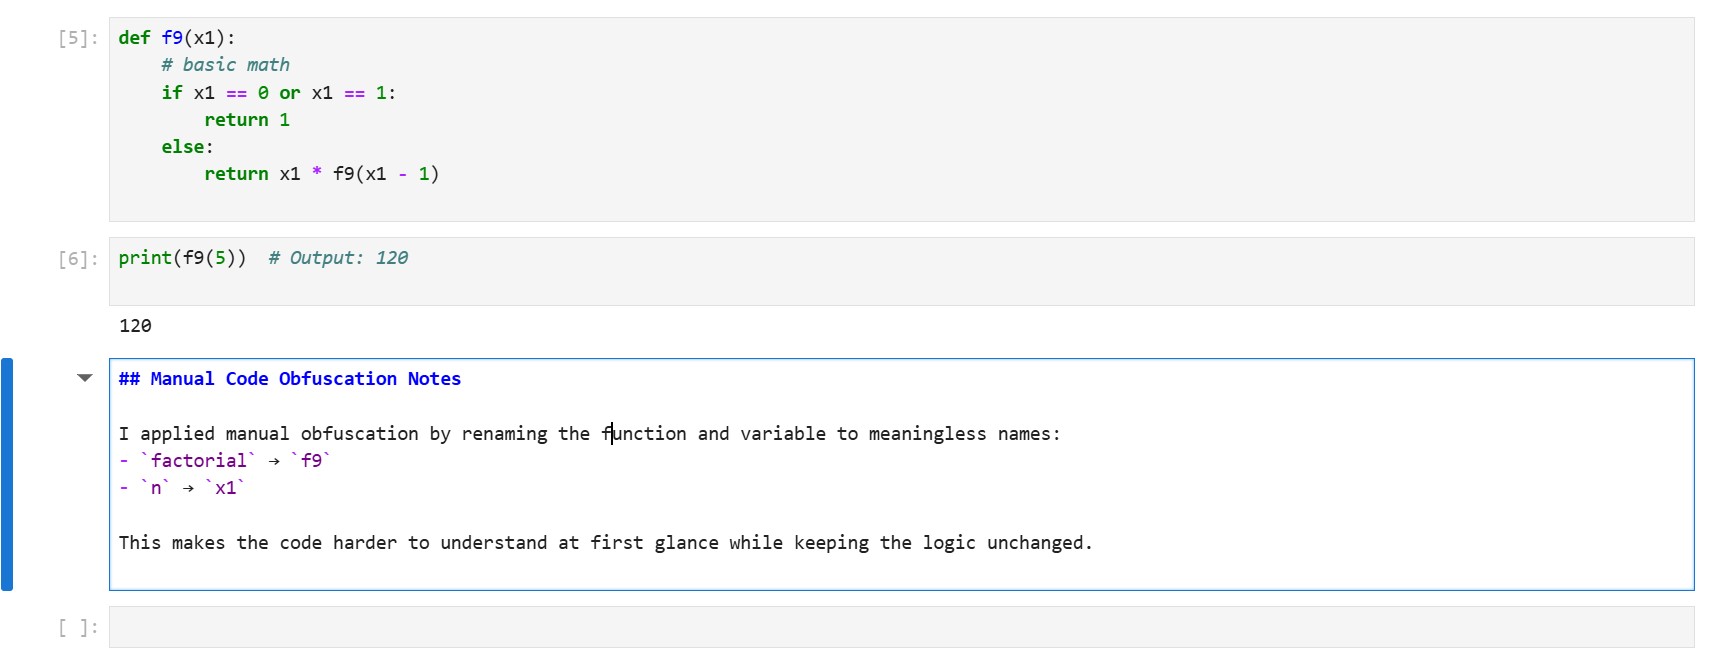 [5]: def f9(x1):
    # basic math
    if x1 == 0 or x1 == 1:
        return 1
    else:
        return x1 * f9(x1 - 1)
[6]: print(f9(5))  # Output: 120
120
## Manual Code Obfuscation Notes
I applied manual obfuscation by renaming the function and variable to meaningless names:
- `factorial` → `f9`
- `n` → `x1`
This makes the code harder to understand at first glance while keeping the logic unchanged.
[ ]: